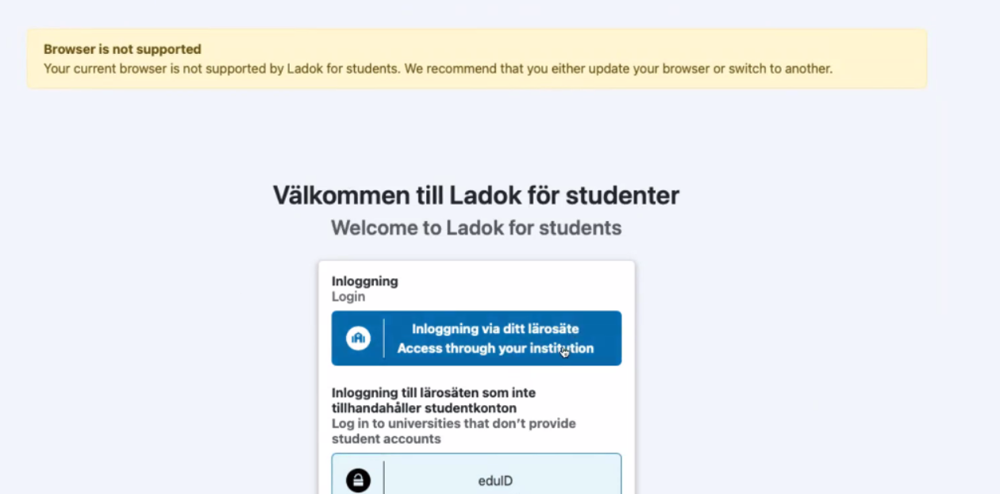 Browser is not supported
Your current browser is not supported by Ladok for students. We recommend that you either update your browser or switch to another.
Välkommen till Ladok för studenter
Welcome to Ladok for students
Inloggning
Login
Inloggning via ditt lärosäte
Access through your institution
Inloggning till lärosäten som inte
tillhandahåller studentkonton
Log in to universities that don't provide
student accounts
eduID